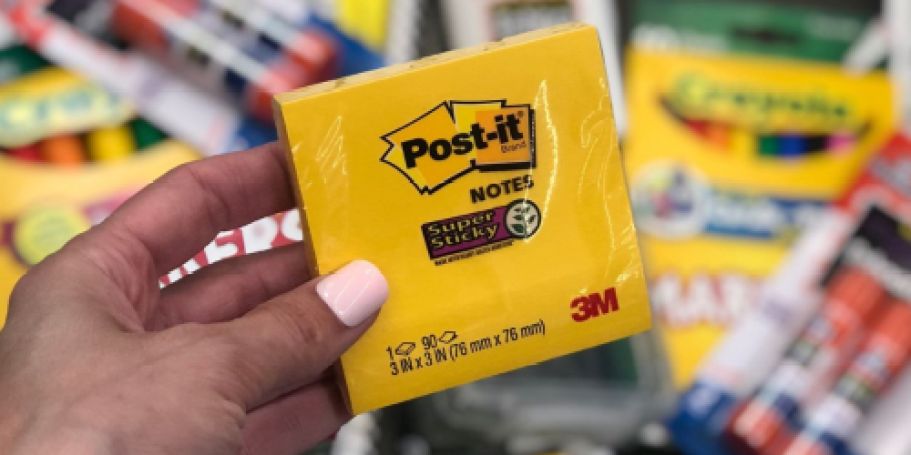 Post-it
Brand
NOTES
Super
Sticky
3M
1 90
3 IN x 3 IN (76 mm x 76 mm)
Crayola